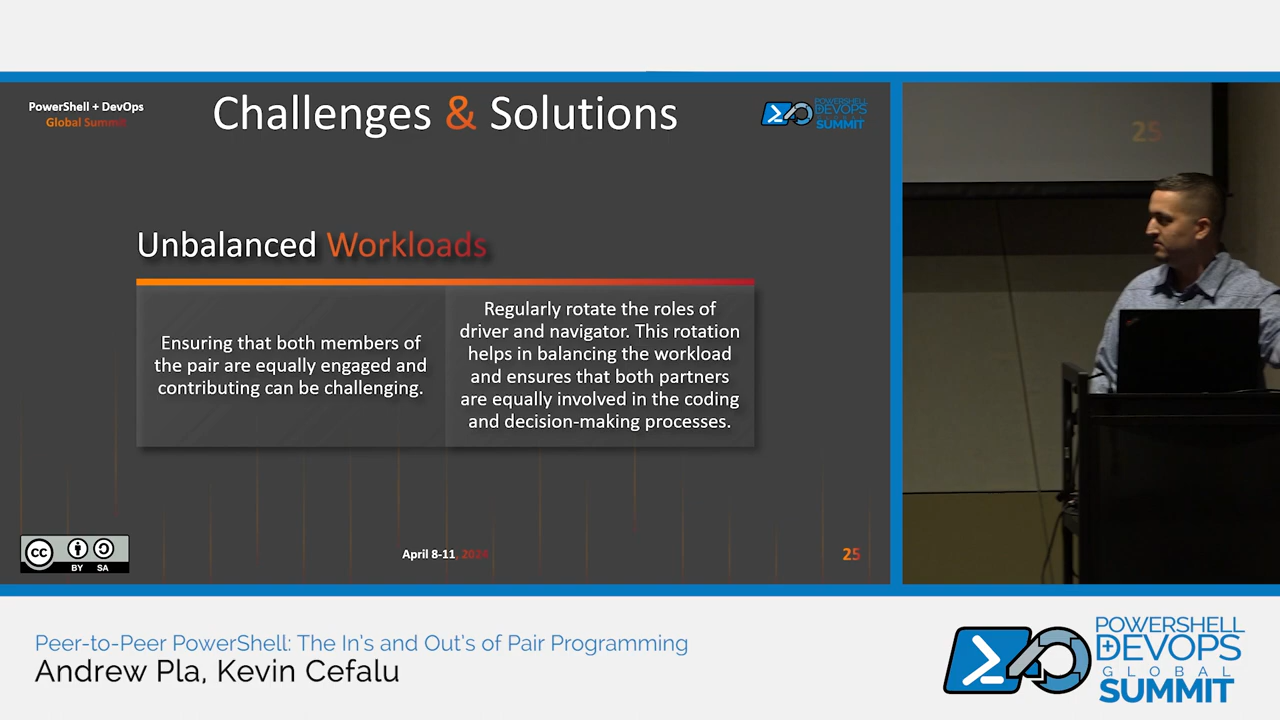 PowerShell + DevOps
Global Summit
Challenges & Solutions
POWERSHELL
DEVOPS
GLOBAL
SUMMIT
25
Unbalanced Workloads
Ensuring that both members of
the pair are equally engaged and
contributing can be challenging.
Regularly rotate the roles of
driver and navigator. This rotation
helps in balancing the workload
and ensures that both partners
are equally involved in the coding
and decision-making processes.
cc
BY SA
April 8-11, 2024
25
Peer-to-Peer PowerShell: The In's and Out's of Pair Programming
Andrew Pla, Kevin Cefalu
POWERSHELL
DEVOPS
GLOBAL
SUMMIT